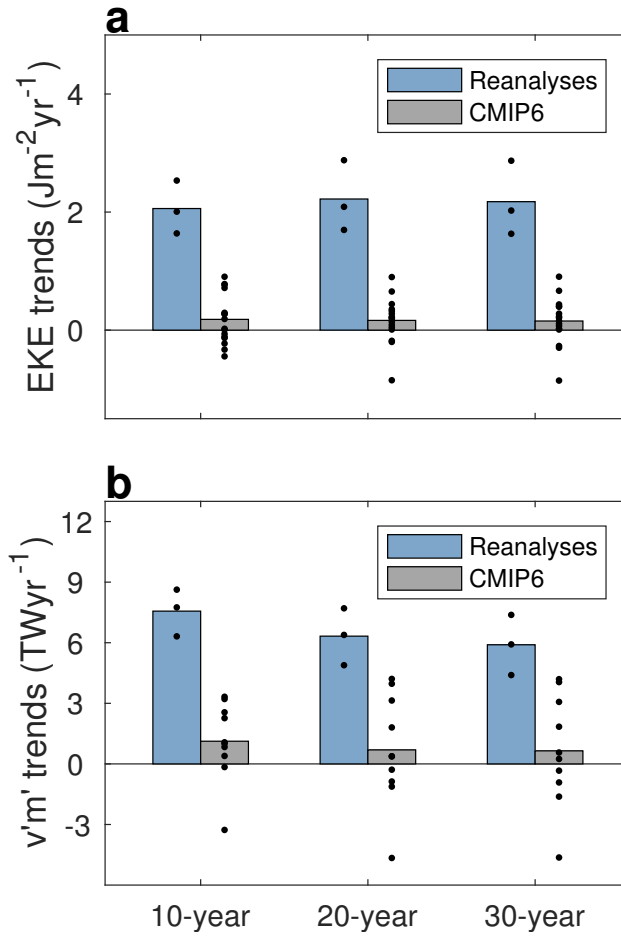 a
EKE trends (Jm⁻²yr⁻¹)
4
2
0
Reanalyses
CMIP6
b
v'm' trends (TWyr⁻¹)
12
9
6
3
0
-3
Reanalyses
CMIP6
10-year
20-year
30-year